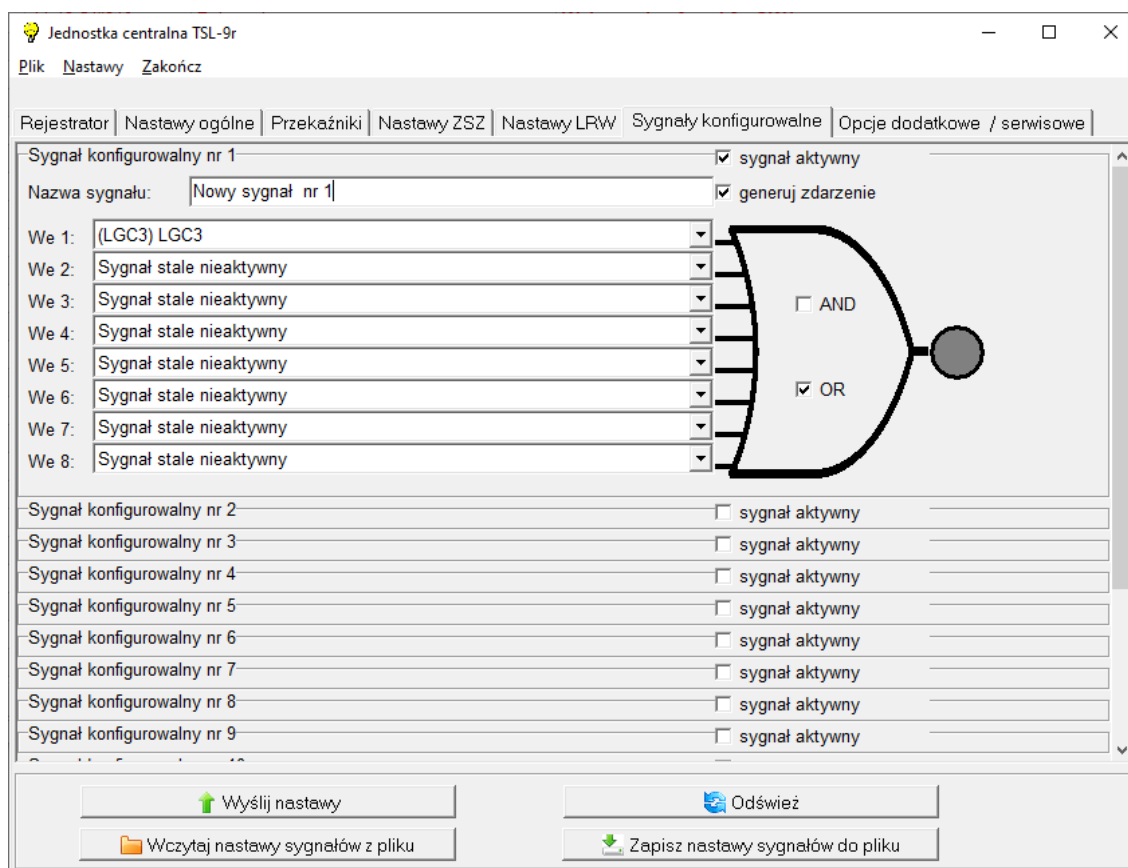 Jednostka centralna TSL-9r
Plik Nastawy Zakończ
Rejestrator Nastawy ogólne Przekaźniki Nastawy ZSZ Nastawy LRW Sygnały konfigurowalne Opcje dodatkowe / serwisowe
Sygnał konfigurowalny nr 1 sygnał aktywny
Nazwa sygnału: Nowy sygnał nr 1 generuj zdarzenie
We 1: (LGC3) LGC3
We 2: Sygnał stale nieaktywny
We 3: Sygnał stale nieaktywny
AND
We 4: Sygnał stale nieaktywny
We 5: Sygnał stale nieaktywny
We 6: Sygnał stale nieaktywny
OR
We 7: Sygnał stale nieaktywny
We 8: Sygnał stale nieaktywny
Sygnał konfigurowalny nr 2 sygnał aktywny
Sygnał konfigurowalny nr 3 sygnał aktywny
Sygnał konfigurowalny nr 4 sygnał aktywny
Sygnał konfigurowalny nr 5 sygnał aktywny
Sygnał konfigurowalny nr 6 sygnał aktywny
Sygnał konfigurowalny nr 7 sygnał aktywny
Sygnał konfigurowalny nr 8 sygnał aktywny
Sygnał konfigurowalny nr 9 sygnał aktywny
Wyślij nastawy Odśwież
Wczytaj nastawy sygnałów z pliku Zapisz nastawy sygnałów do pliku